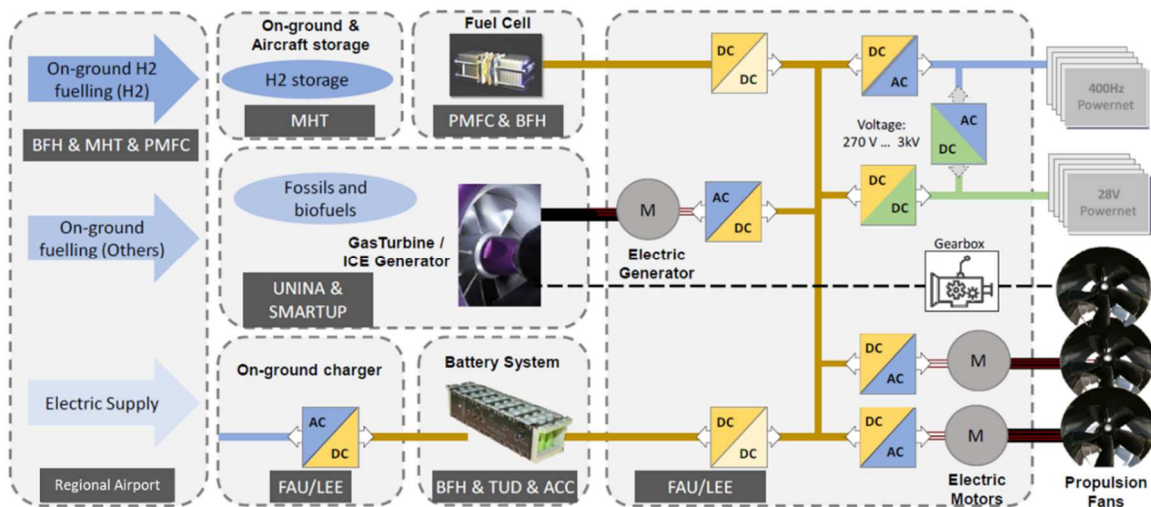 On-ground H2
fuelling (H2)
BFH & MHT & PMFC
On-ground
fuelling (Others)
Electric Supply
Regional Airport
On-ground &
Aircraft storage
H2 storage
MHT
Fuel Cell
PMFC & BFH
Fossils and
biofuels
GasTurbine /
ICE Generator
UNINA &
SMARTUP
On-ground charger
AC
DC
FAU/LEE
Battery System
BFH & TUD & ACC
DC
DC
DC
AC
Voltage:
270 V ... 3kV
AC
DC
M
AC
DC
Electric
Generator
DC
DC
Gearbox
DC
AC
M
DC
DC
DC
AC
M
FAU/LEE
Electric
Motors
400Hz
Powernet
28V
Powernet
Propulsion
Fans